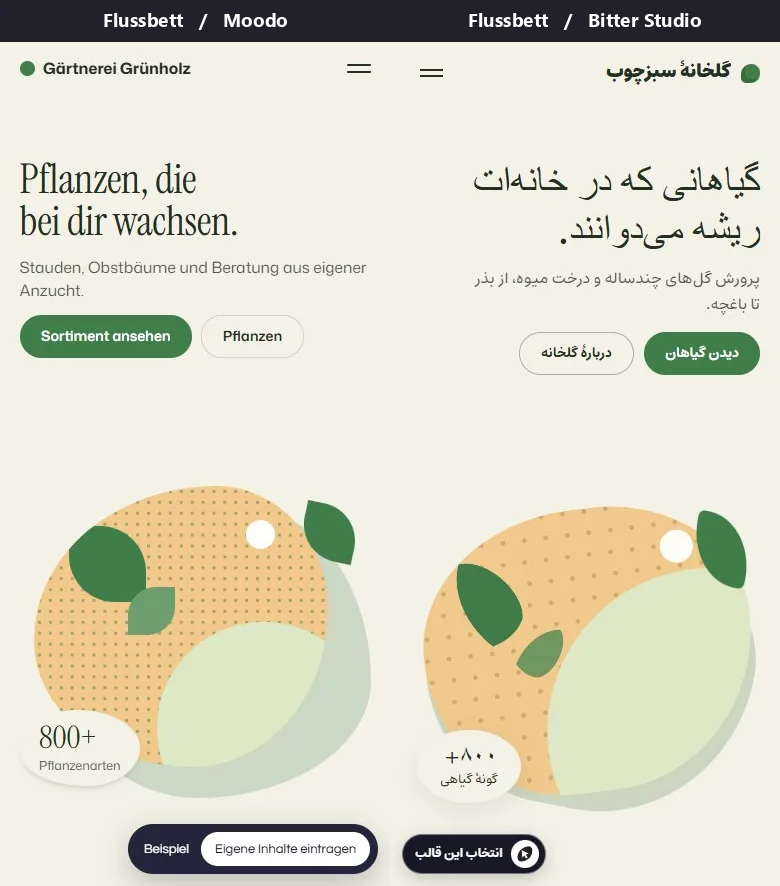 Flussbett / Moodo
Gärtnerei Grünholz
Pflanzen, die
bei dir wachsen.
Stauden, Obstbäume und Beratung aus eigener
Anzucht.
Sortiment ansehen
Pflanzen
800+
Pflanzenarten
Beispiel
Eigene Inhalte eintragen
Flussbett / Bitter Studio
گلخانهٔ سبزچوب
گیاهانی که در خانه‌ات
ریشه می‌دوانند.
پرورش گل‌های چندساله و درخت میوه، از بذر
تا باغچه.
دیدن گیاهان
دربارهٔ گلخانه
+۸۰۰
گونهٔ گیاهی
انتخاب این قالب